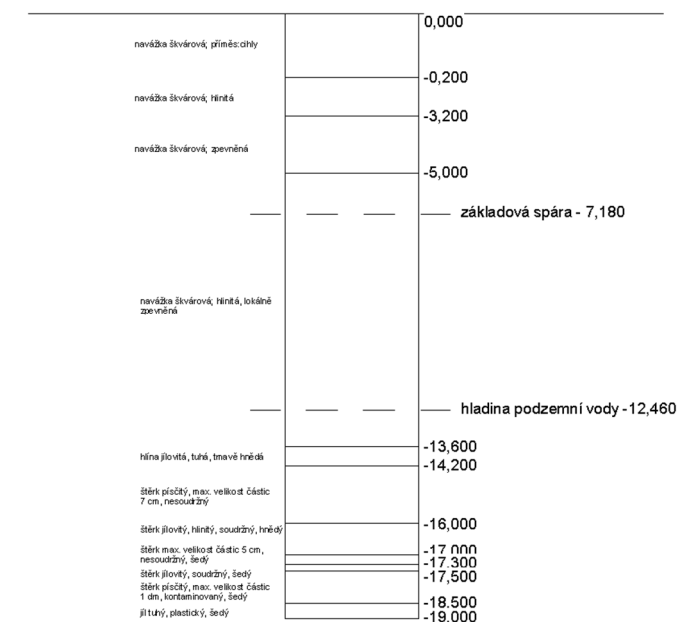 0,000
navážka škvárová; příměs:cihly
-0,200
navážka škvárová; hlinitá
-3,200
navážka škvárová; zpevněná
-5,000
základová spára - 7,180
navážka škvárová; hlinitá, lokálně
zpevněná
hladina podzemní vody -12,460
-13,600
hlína jílovitá, tuhá, tmavě hnědá
-14,200
štěrk písčitý, max. velikost částic
7 cm, nesoudržný
-16,000
štěrk jílovitý, hlinitý, soudržný, hnědý
štěrk max. velikost částic 5 cm,
nesoudržný, šedý
-17,000
-17,300
štěrk jílovitý, soudržný, šedý
-17,500
štěrk písčitý, max. velikost částic
1 dm, kontaminovaný, šedý
-18,500
jíl tuhý, plastický, šedý
-19,000